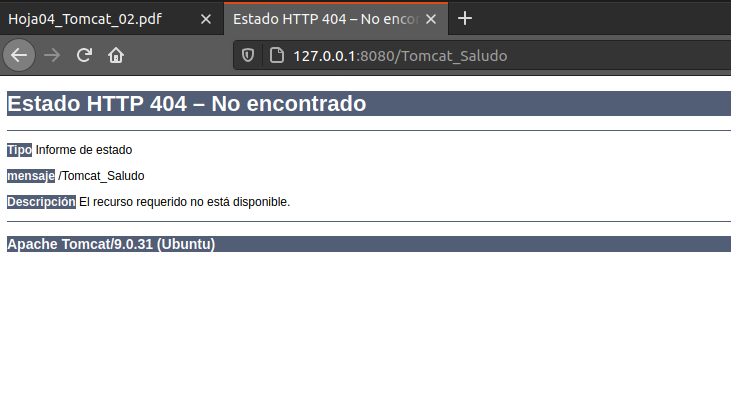 Hoja04_Tomcat_02.pdf
Estado HTTP 404 – No enco
127.0.0.1:8080/Tomcat_Saludo
Estado HTTP 404 – No encontrado
Tipo Informe de estado
mensaje /Tomcat_Saludo
Descripción El recurso requerido no está disponible.
Apache Tomcat/9.0.31 (Ubuntu)